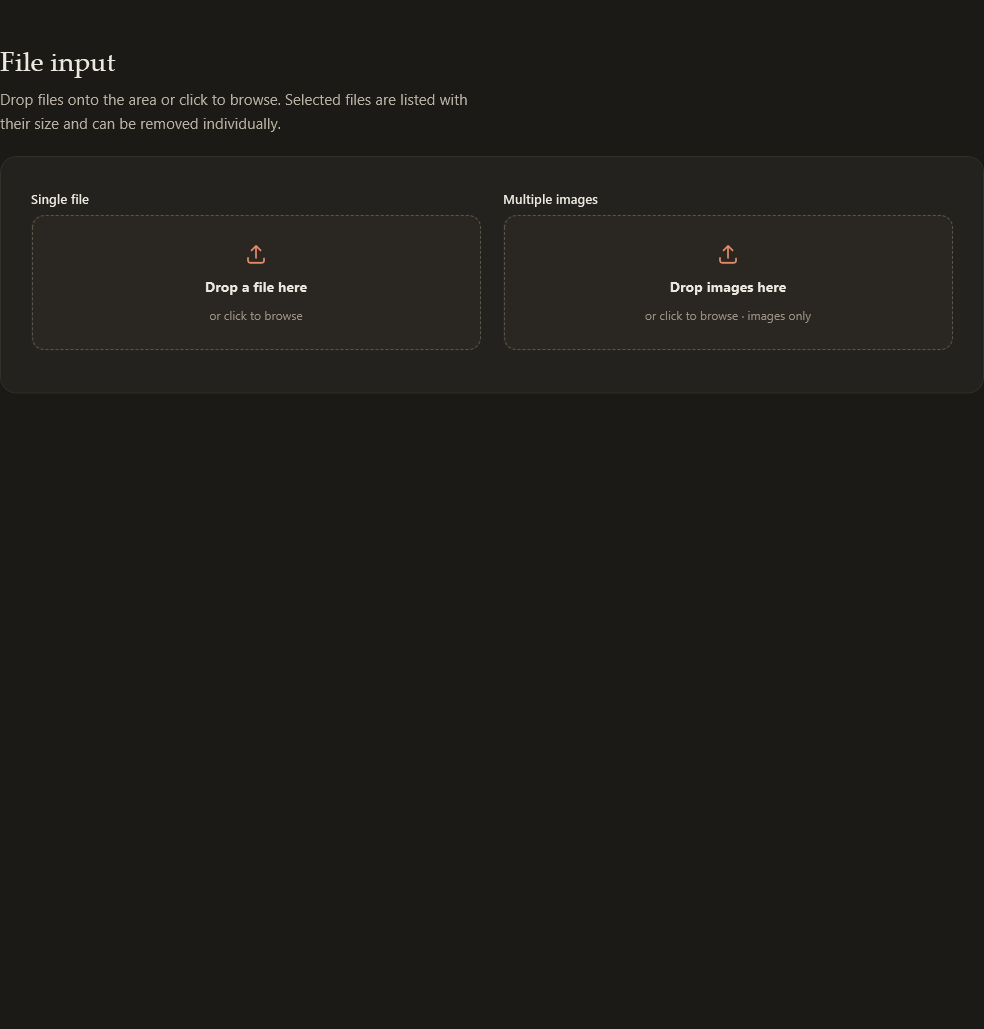 File input
Drop files onto the area or click to browse. Selected files are listed with
their size and can be removed individually.
Single file
Drop a file here
or click to browse
Multiple images
Drop images here
or click to browse · images only